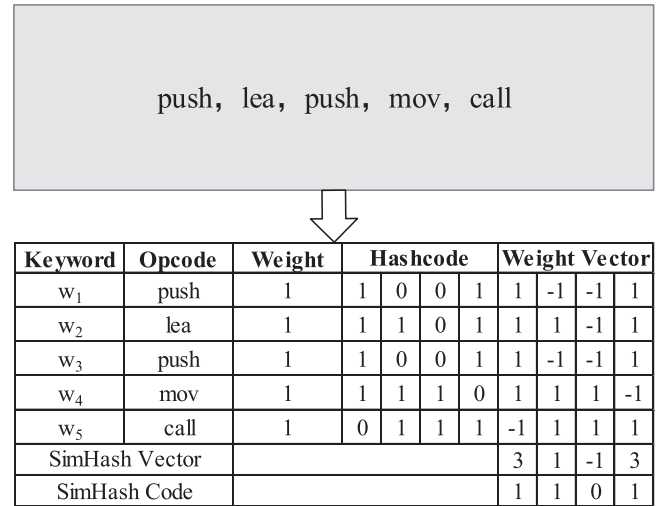 push, lea, push, mov, call
Keyword Opcode Weight Hashcode Weight Vector
w1 push 1 1 0 0 1 1 -1 -1 1
w2 lea 1 1 1 0 1 1 1 -1 1
w3 push 1 1 0 0 1 1 -1 -1 1
w4 mov 1 1 1 1 0 1 1 1 -1
w5 call 1 0 1 1 1 -1 1 1 1
SimHash Vector 3 1 -1 3
SimHash Code 1 1 0 1